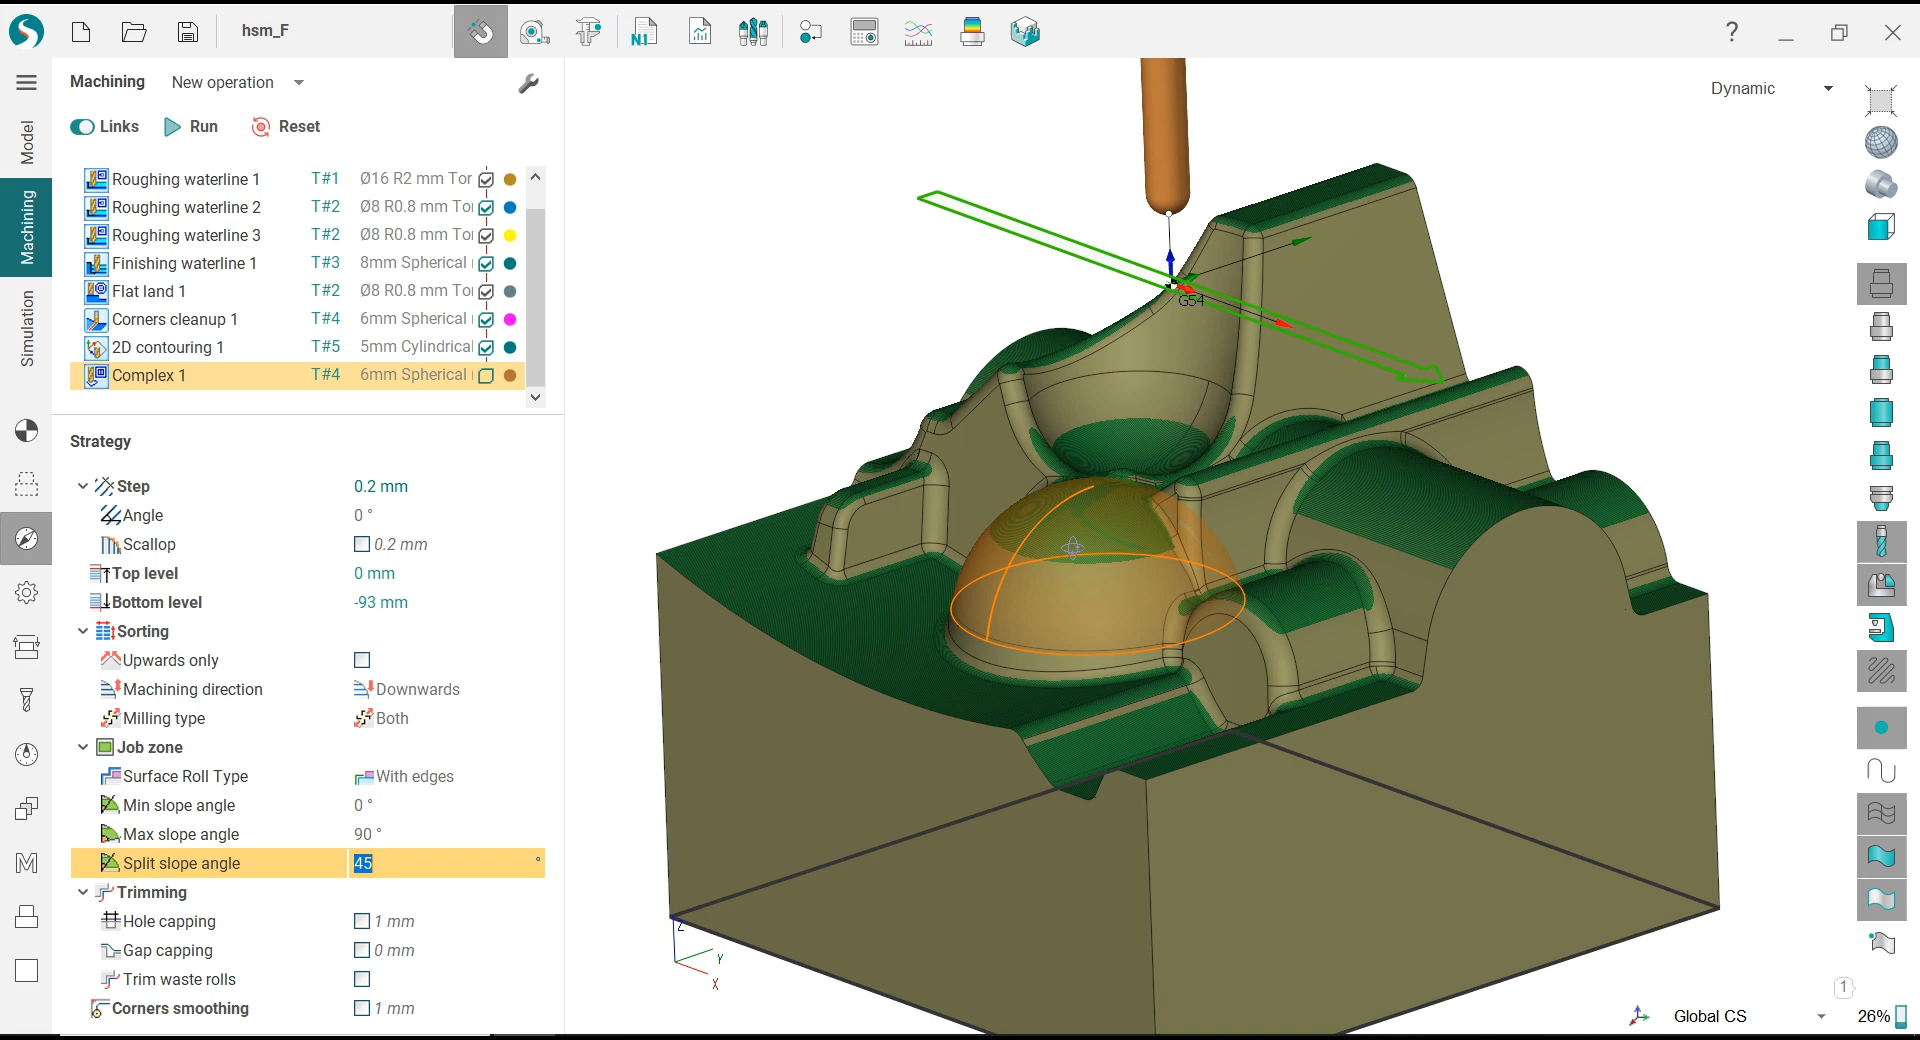 hsm_F
N1
?
Machining New operation
Links Run Reset
Model
Machining
Simulation
Roughing waterline 1 T#1 Ø16 R2 mm Tor
Roughing waterline 2 T#2 Ø8 R0.8 mm Tor
Roughing waterline 3 T#2 Ø8 R0.8 mm Tor
Finishing waterline 1 T#3 8mm Spherical
Flat land 1 T#2 Ø8 R0.8 mm Tor
Corners cleanup 1 T#4 6mm Spherical
2D contouring 1 T#5 5mm Cylindrical
Complex 1 T#4 6mm Spherical
Strategy
Step 0.2 mm
Angle 0 °
Scallop 0.2 mm
Top level 0 mm
Bottom level -93 mm
Sorting
Upwards only
Machining direction Downwards
Milling type Both
Job zone
Surface Roll Type With edges
Min slope angle 0 °
Max slope angle 90 °
Split slope angle 45 °
Trimming
Hole capping 1 mm
Gap capping 0 mm
Trim waste rolls
Corners smoothing 1 mm
Dynamic
G54
Z
Y
X
1
Global CS 26%